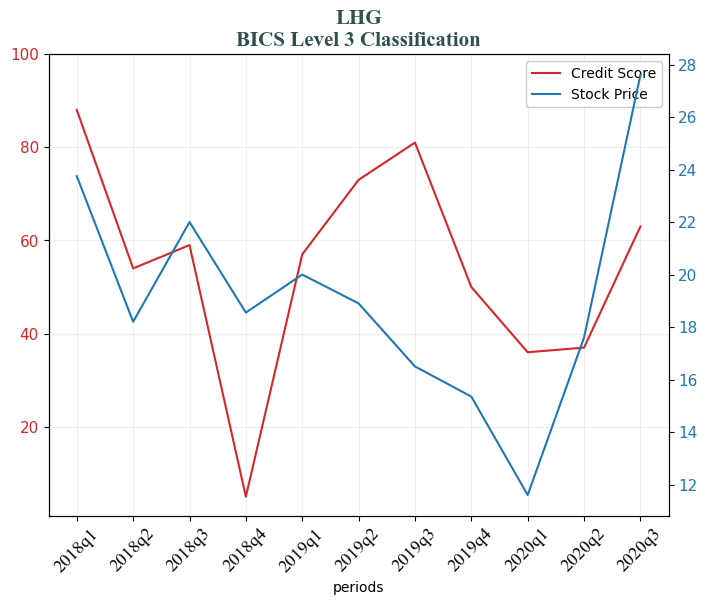 LHG
BICS Level 3 Classification
100
80
60
40
20
Credit Score
Stock Price
28
26
24
22
20
18
16
14
12
2018q1
2018q2
2018q3
2018q4
2019q1
2019q2
2019q3
2019q4
2020q1
2020q2
2020q3
periods